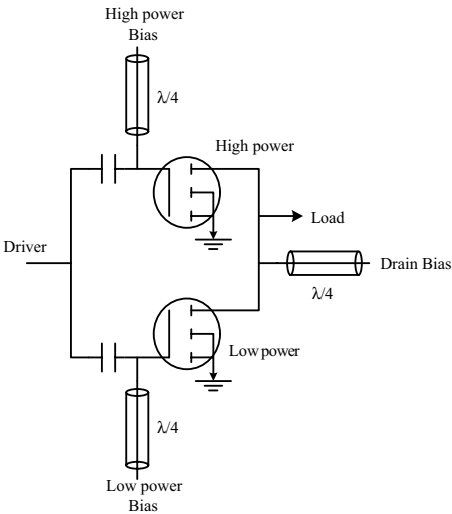 High power
Bias
λ/4
High power
Load
Driver
Drain Bias
λ/4
Low power
λ/4
Low power
Bias